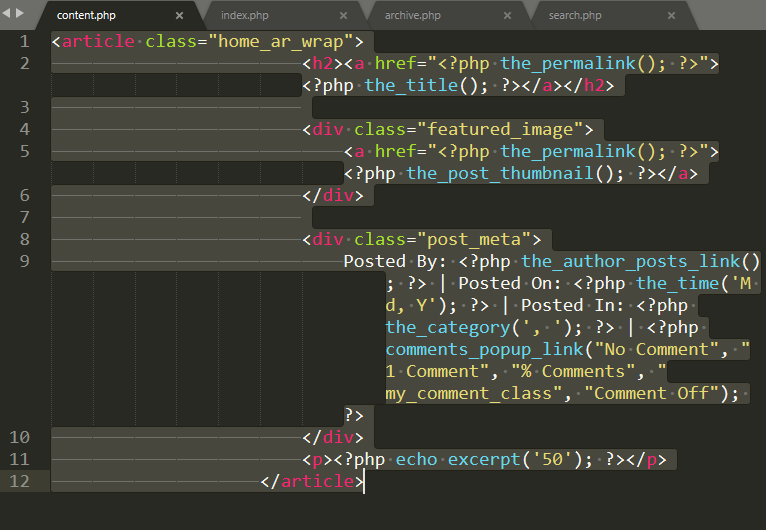 content.php × index.php × archive.php × search.php ×
1 <article class="home_ar_wrap">
2 <h2><a href="<?php the_permalink(); ?>">
<?php the_title(); ?></a></h2>
3
4 <div class="featured_image">
5 <a href="<?php the_permalink(); ?>">
<?php the_post_thumbnail(); ?></a>
6 </div>
7
8 <div class="post_meta">
9 Posted By: <?php the_author_posts_link()
; ?> | Posted On: <?php the_time('M
d, Y'); ?> | Posted In: <?php
the_category(', '); ?> | <?php
comments_popup_link("No Comment", "
1 Comment", "% Comments", "
my_comment_class", "Comment Off");
?>
10 </div>
11 <p><?php echo excerpt('50'); ?></p>
12 </article>